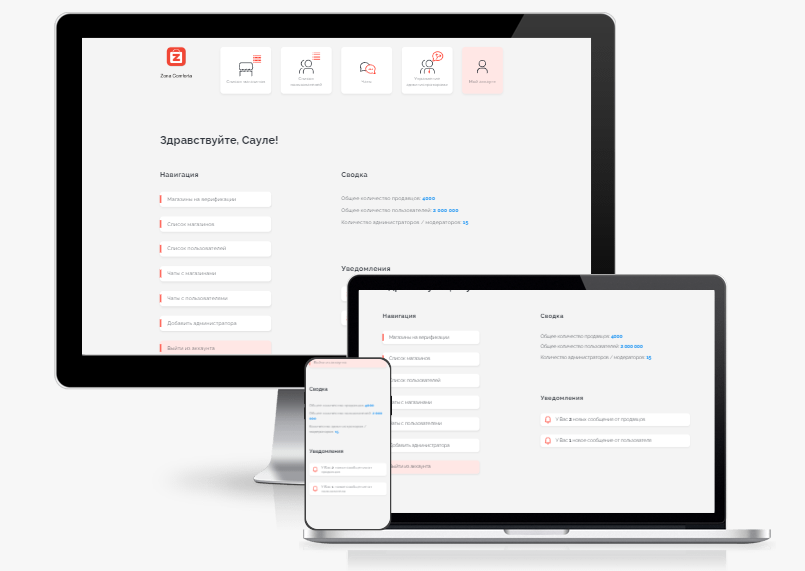 Zona Comforta
Список магазинов
Список пользователей
Чаты
Управление
Мой аккаунт
Здравствуйте, Сауле!
Навигация
Магазины на верификации
Список магазинов
Список пользователей
Чаты с магазинами
Чаты с пользователями
Добавить администратора
Выйти из аккаунта
Сводка
Общее количество продавцов: 4000
Общее количество пользователей: 2 000 000
Количество администраторов / модераторов: 15
Уведомления
Навигация
Магазины на верификации
Список магазинов
Список пользователей
Чаты с магазинами
Чаты с пользователями
Добавить администратора
Выйти из аккаунта
Сводка
Общее количество продавцов: 4000
Общее количество пользователей: 2 000 000
Количество администраторов / модераторов: 15
Уведомления
У Вас 2 новых сообщения от продавцов
У Вас 1 новое сообщение от пользователя
Сводка
Общее количество продавцов: 4000
Общее количество пользователей: 2 000
000
Количество администраторов /
модераторов: 15
Уведомления
У Вас 2 новых сообщения от
продавцов
У Вас 1 новое сообщение от
пользователя